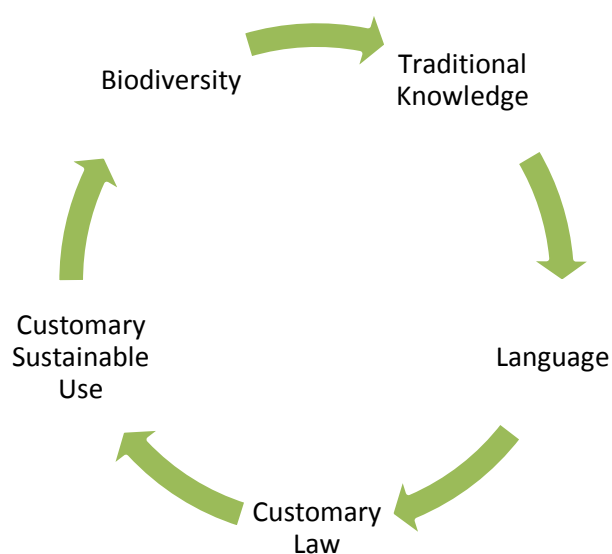 Biodiversity
Traditional
Knowledge
Language
Customary
Law
Customary
Sustainable
Use